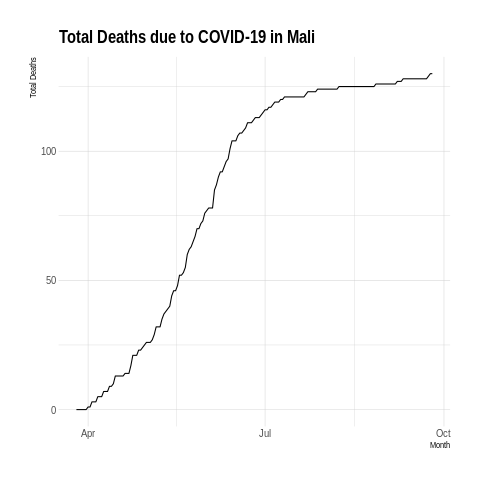 Total Deaths due to COVID-19 in Mali
Total Deaths
100
50
0
Apr
Jul
Oct
Month